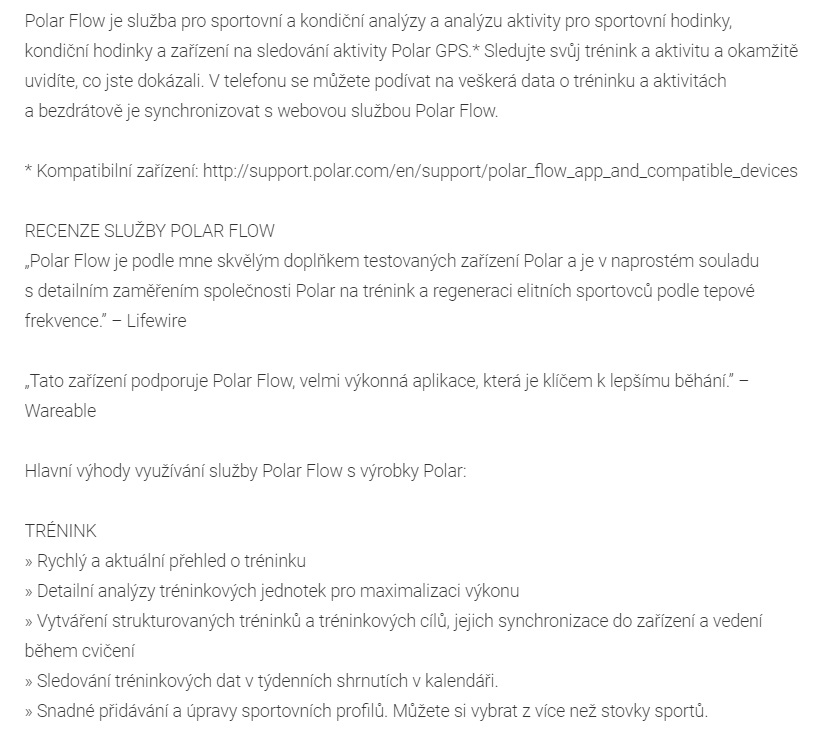 Polar Flow je služba pro sportovní a kondiční analýzy a analýzu aktivity pro sportovní hodinky,
kondiční hodinky a zařízení na sledování aktivity Polar GPS.* Sledujte svůj trénink a aktivitu a okamžitě
uvidíte, co jste dokázali. V telefonu se můžete podívat na veškerá data o tréninku a aktivitách
a bezdrátově je synchronizovat s webovou službou Polar Flow.

* Kompatibilní zařízení: http://support.polar.com/en/support/polar_flow_app_and_compatible_devices

RECENZE SLUŽBY POLAR FLOW
„Polar Flow je podle mne skvělým doplňkem testovaných zařízení Polar a je v naprostém souladu
s detailním zaměřením společnosti Polar na trénink a regeneraci elitních sportovců podle tepové
frekvence.” – Lifewire

„Tato zařízení podporuje Polar Flow, velmi výkonná aplikace, která je klíčem k lepšímu běhání.” –
Wareable

Hlavní výhody využívání služby Polar Flow s výrobky Polar:

TRÉNINK
» Rychlý a aktuální přehled o tréninku
» Detailní analýzy tréninkových jednotek pro maximalizaci výkonu
» Vytváření strukturovaných tréninků a tréninkových cílů, jejich synchronizace do zařízení a vedení
během cvičení
» Sledování tréninkových dat v týdenních shrnutích v kalendáři.
» Snadné přidávání a úpravy sportovních profilů. Můžete si vybrat z více než stovky sportů.